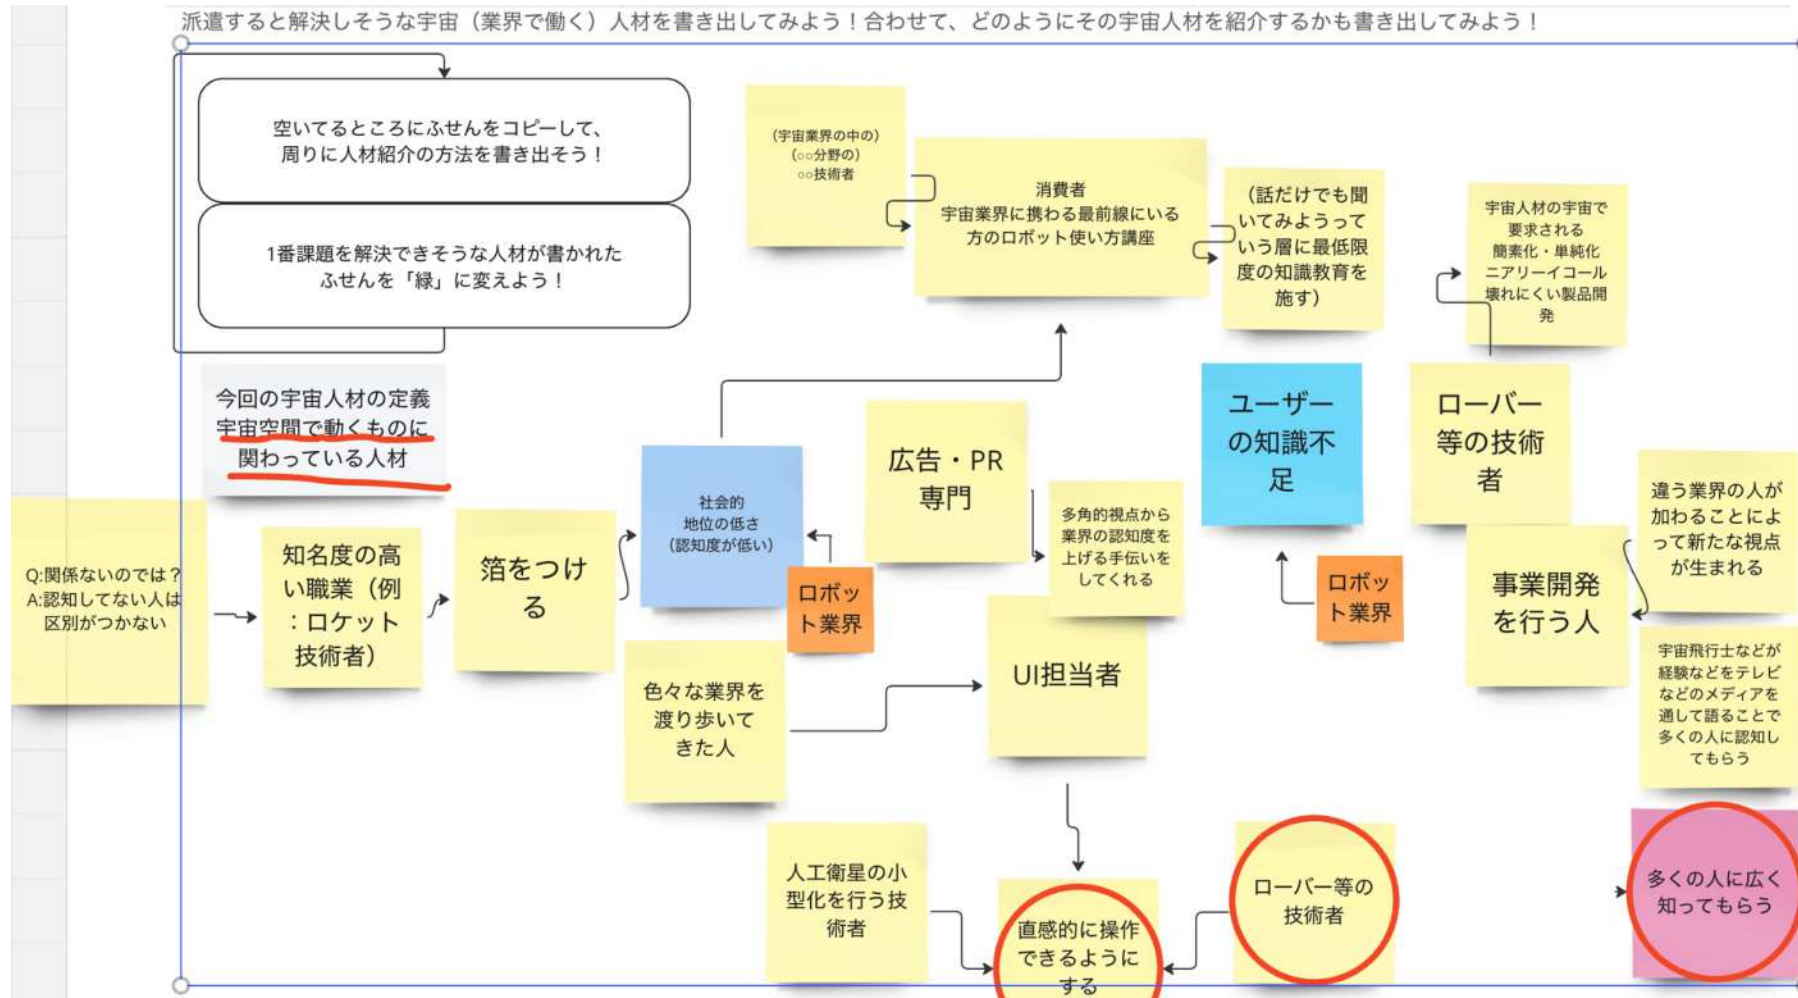 派遣すると解決しそうな宇宙（業界で働く）人材を書き出してみよう！合わせて、どのようにその宇宙人材を紹介するかも書き出してみよう！
空いてるところにふせんをコピーして、
周りに人材紹介の方法を書き出そう！
1番課題を解決できそうな人材が書かれた
ふせんを「緑」に変えよう！
（宇宙業界の中の）
（○○分野の）
○○技術者
消費者
宇宙業界に携わる最前線にいる
方のロボット使い方講座
（話だけでも聞
いてみようって
いう層に最低限
度の知識教育を
施す）
宇宙人材の宇宙で
要求される
簡素化・単純化
ニアリーイコール
壊れにくい製品開
発
今回の宇宙人材の定義
宇宙空間で動くものに
関わっている人材
Q:関係ないのでは？
A:認知してない人は
区別がつかない
知名度の高
い職業（例
：ロケット
技術者）
箔をつけ
る
社会的
地位の低さ
（認知度が低い）
ロボッ
ト業界
広告・PR
専門
多角的視点から
業界の認知度を
上げる手伝いを
してくれる
ユーザー
の知識不
足
ロボッ
ト業界
ローバー
等の技術
者
事業開発
を行う人
違う業界の人が
加わることによ
って新たな視点
が生まれる
宇宙飛行士などが
経験などをテレビ
などのメディアを
通して語ることで
多くの人に認知し
てもらう
色々な業界を
渡り歩いて
きた人
UI担当者
人工衛星の小
型化を行う技
術者
直感的に操作
できるように
する
ローバー等の
技術者
多くの人に広く
知ってもらう